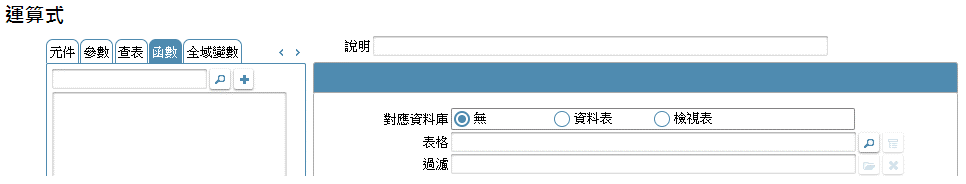 運算式
元件 參數 查表 函數 全域變數
說明
對應資料庫 無 資料表 檢視表
表格
過濾